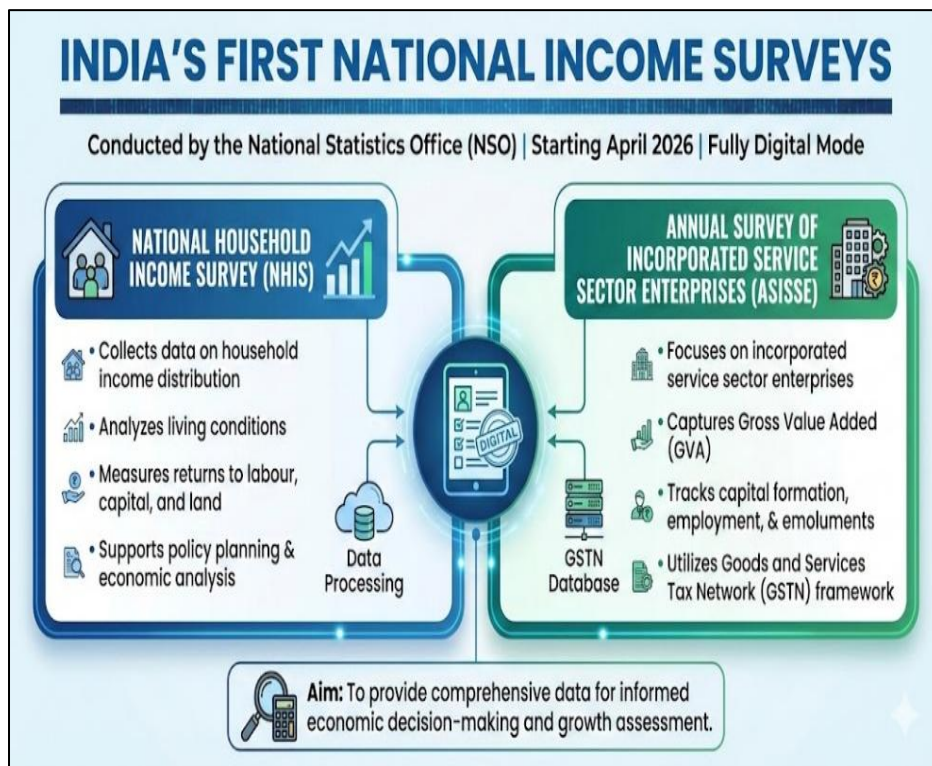 INDIA'S FIRST NATIONAL INCOME SURVEYS
Conducted by the National Statistics Office (NSO) | Starting April 2026 | Fully Digital Mode
NATIONAL HOUSEHOLD
INCOME SURVEY (NHIS)
• Collects data on household
income distribution
• Analyzes living conditions
• Measures returns to labour,
capital, and land
• Supports policy planning &
economic analysis
Data
Processing
DIGITAL
ANNUAL SURVEY OF
INCORPORATED SERVICE
SECTOR ENTERPRISES (ASISSE)
• Focuses on incorporated
service sector enterprises
• Captures Gross Value Added
(GVA)
• Tracks capital formation,
employment, & emoluments
• Utilizes Goods and Services
Tax Network (GSTN) framework
GSTN
Database
Aim: To provide comprehensive data for informed
economic decision-making and growth assessment.